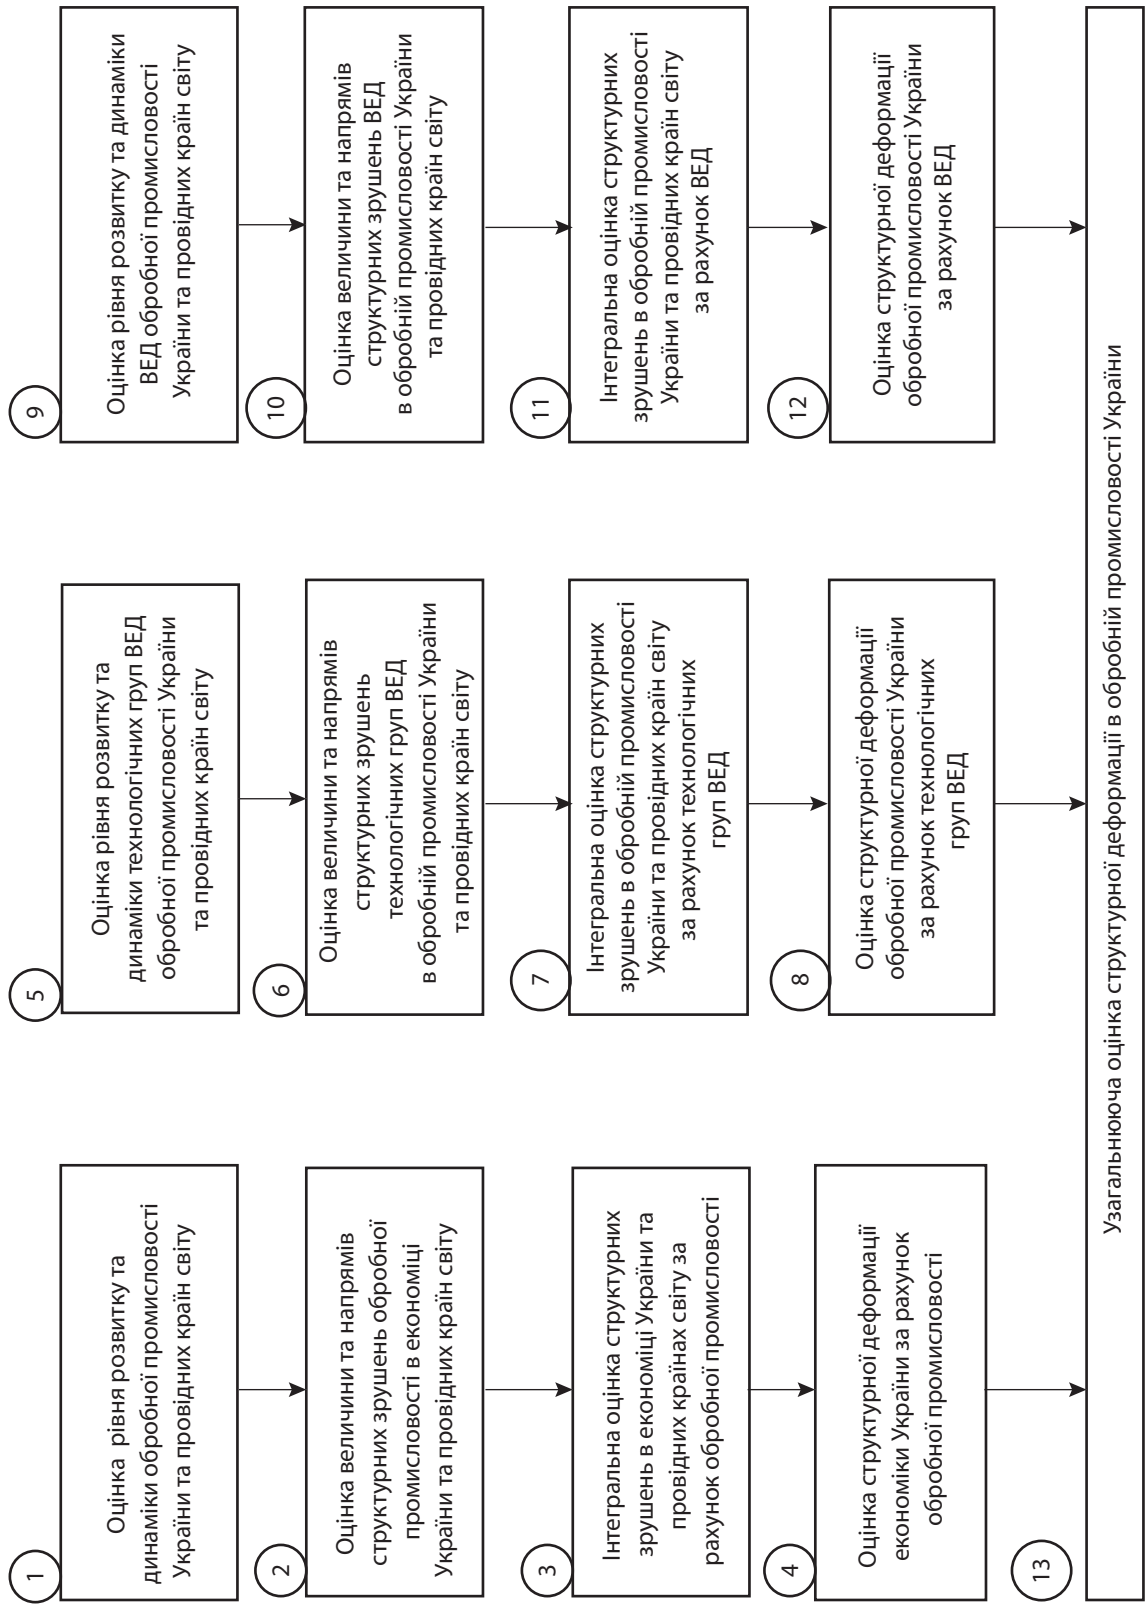 1
Оцінка рівня розвитку та
динаміки обробної промисловості
України та провідних країн світу
2
Оцінка величини та напрямів
структурних зрушень обробної
промисловості в економіці
України та провідних країн світу
3
Інтегральна оцінка структурних
зрушень в економіці України та
провідних країнах світу за
рахунок обробної промисловості
4
Оцінка структурної деформації
економіки України за рахунок
обробної промисловості
5
Оцінка рівня розвитку та
динаміки технологічних груп ВЕД
обробної промисловості України
та провідних країн світу
6
Оцінка величини та напрямів
структурних зрушень
технологічних груп ВЕД
в обробній промисловості України
та провідних країн світу
7
Інтегральна оцінка структурних
зрушень в обробній промисловості
України та провідних країн світу
за рахунок технологічних
груп ВЕД
8
Оцінка структурної деформації
обробної промисловості України
за рахунок технологічних
груп ВЕД
9
Оцінка рівня розвитку та динаміки
ВЕД обробної промисловості
України та провідних країн світу
10
Оцінка величини та напрямів
структурних зрушень ВЕД
в обробній промисловості України
та провідних країн світу
11
Інтегральна оцінка структурних
зрушень в обробній промисловості
України та провідних країн світу
за рахунок ВЕД
12
Оцінка структурної деформації
обробної промисловості України
за рахунок ВЕД
13
Узагальнююча оцінка структурної деформації в обробній промисловості України